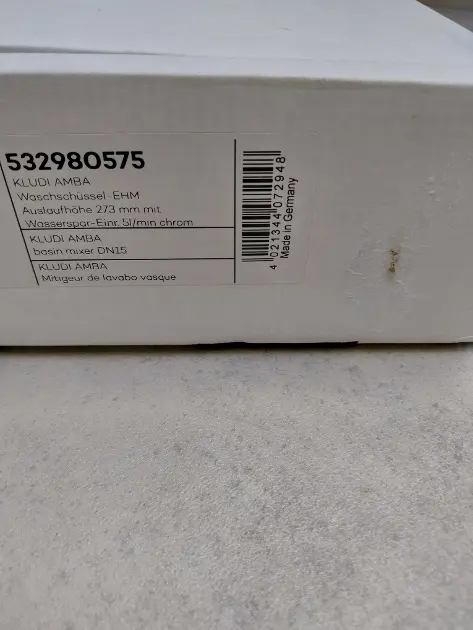 532980575
KLUDI AMBA
Waschschüssel-EHM
Auslaufhöhe 273 mm mit
Wasserspar-Einr. 5l/min chrom
KLUDI AMBA
basin mixer DN15
KLUDI AMBA
Mitigeur de lavabo vasque
4 021344 072948
Made in Germany